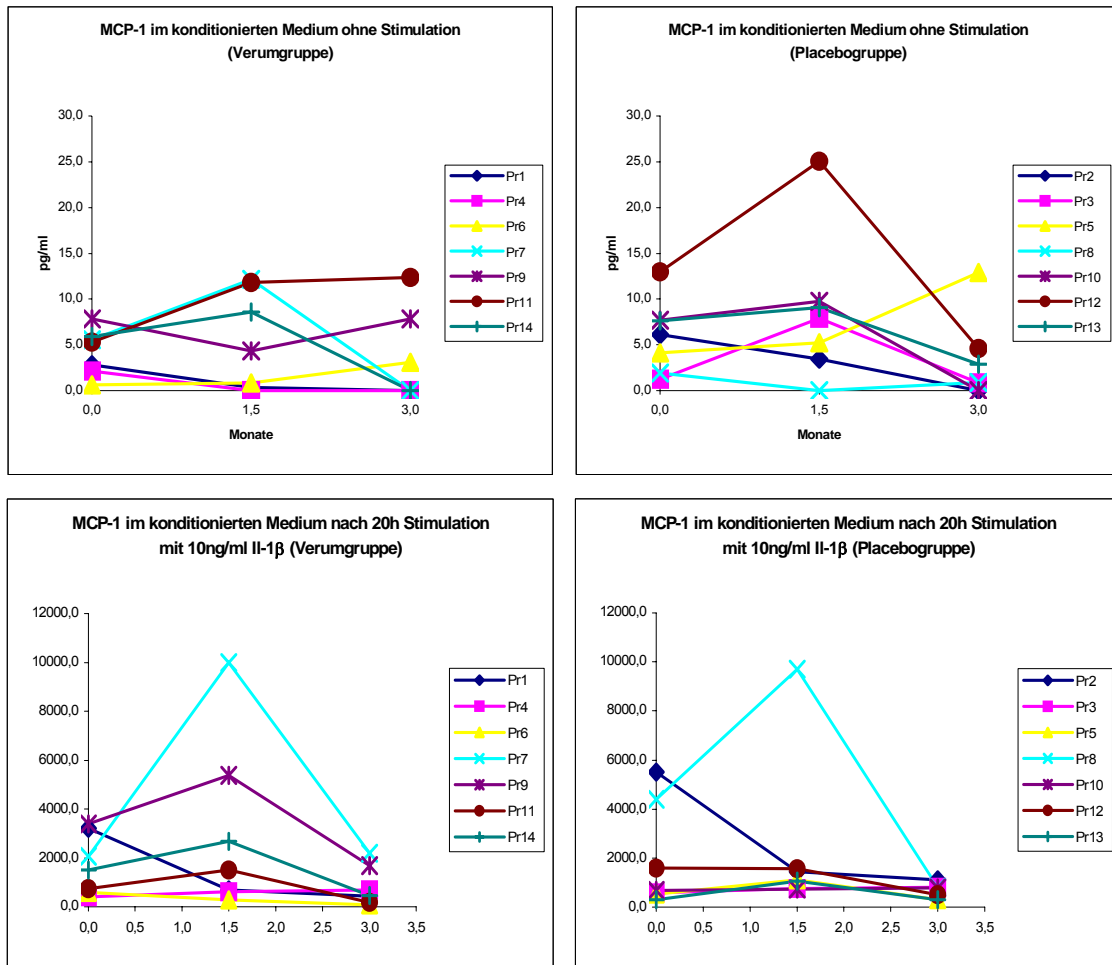 MCP-1 im konditionierten Medium ohne Stimulation
(Verumgruppe)
30,0
25,0
20,0
15,0
10,0
5,0
0,0
pg/ml
0,0 1,5 3,0
Monate
Pr1
Pr4
Pr6
Pr7
Pr9
Pr11
Pr14
MCP-1 im konditionierten Medium ohne Stimulation
(Placebogruppe)
30,0
25,0
20,0
15,0
10,0
5,0
0,0
pg/ml
0,0 1,5 3,0
Monate
Pr2
Pr3
Pr5
Pr8
Pr10
Pr12
Pr13
MCP-1 im konditionierten Medium nach 20h Stimulation
mit 10ng/ml Il-1β (Verumgruppe)
12000,0
10000,0
8000,0
6000,0
4000,0
2000,0
0,0
0,0 0,5 1,0 1,5 2,0 2,5 3,0 3,5
Pr1
Pr4
Pr6
Pr7
Pr9
Pr11
Pr14
MCP-1 im konditionierten Medium nach 20h Stimulation
mit 10ng/ml Il-1β (Placebogruppe)
12000,0
10000,0
8000,0
6000,0
4000,0
2000,0
0,0
0,0 0,5 1,0 1,5 2,0 2,5 3,0 3,5
Pr2
Pr3
Pr5
Pr8
Pr10
Pr12
Pr13